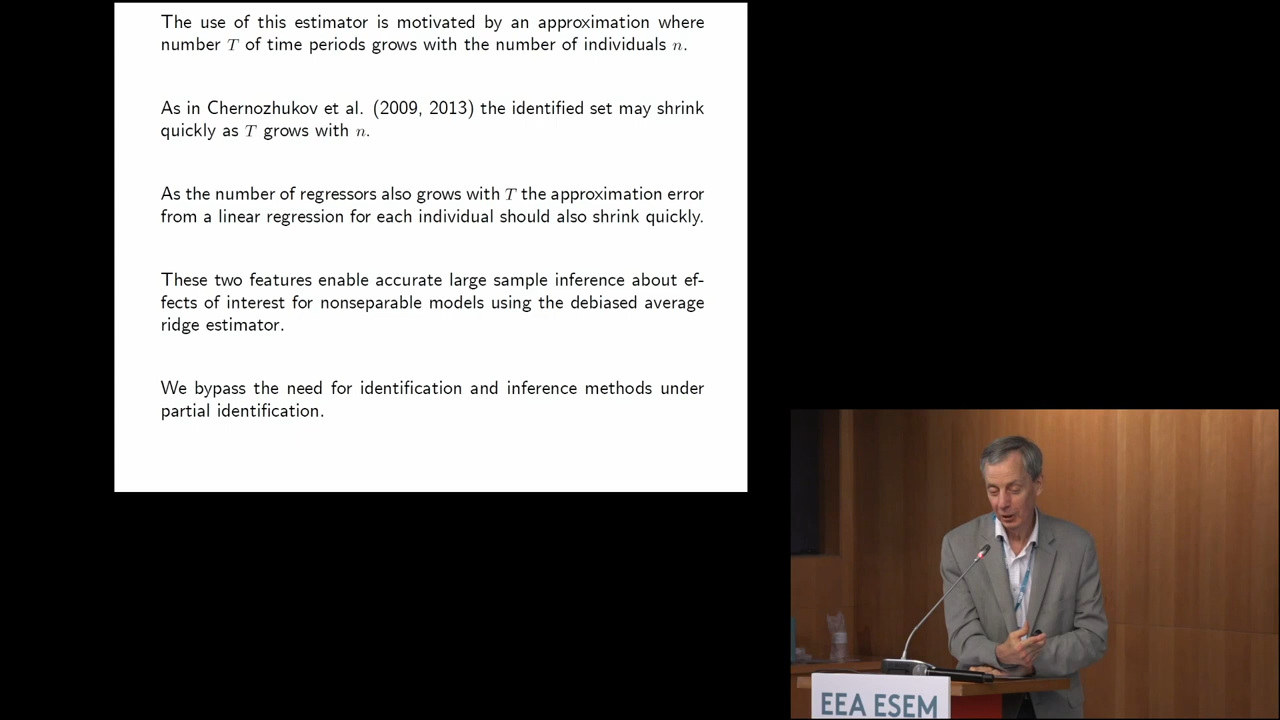 The use of this estimator is motivated by an approximation where
number T of time periods grows with the number of individuals n.
As in Chernozhukov et al. (2009, 2013) the identified set may shrink
quickly as T grows with n.
As the number of regressors also grows with T the approximation error
from a linear regression for each individual should also shrink quickly.
These two features enable accurate large sample inference about ef-
fects of interest for nonseparable models using the debiased average
ridge estimator.
We bypass the need for identification and inference methods under
partial identification.
EEA ESEM